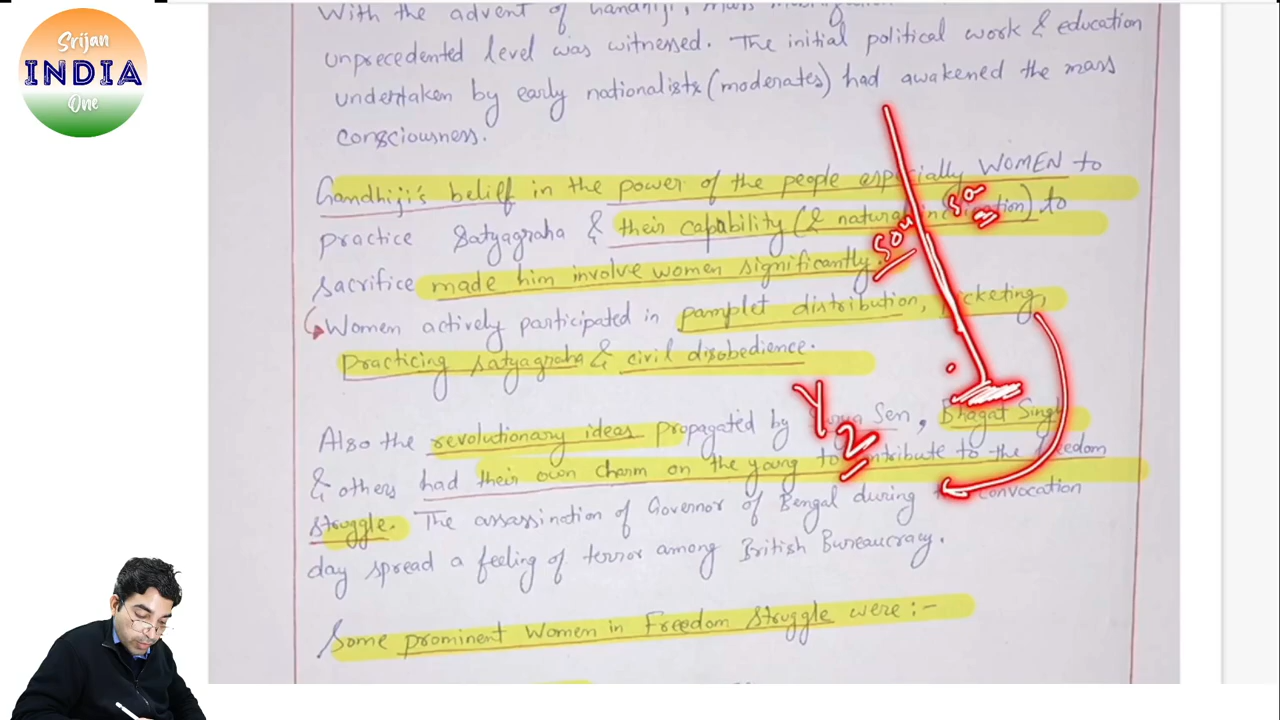 Srijan
INDIA
One
With the advent of Gandhiji, mass
unprecedented level was witnessed. The initial political work & education
undertaken by early nationalists (moderates) had awakened the mass
consciousness.
Gandhiji's belief in the power of the people especially WOMEN to
practice Satyagraha & their capability (& natural inclination) to
sacrifice made him involve women significantly.
50%
50%
Women actively participated in pamplet distribution, picketing,
practicing satyagraha & civil disobedience.
Y2
Also the revolutionary ideas propagated by Surya Sen, Bhagat Singh
& others had their own charm on the young to contribute to the freedom
struggle. The assassination of Governor of Bengal during the convocation
day spread a feeling of terror among British Bureaucracy.
Some prominent Women in Freedom Struggle were :-